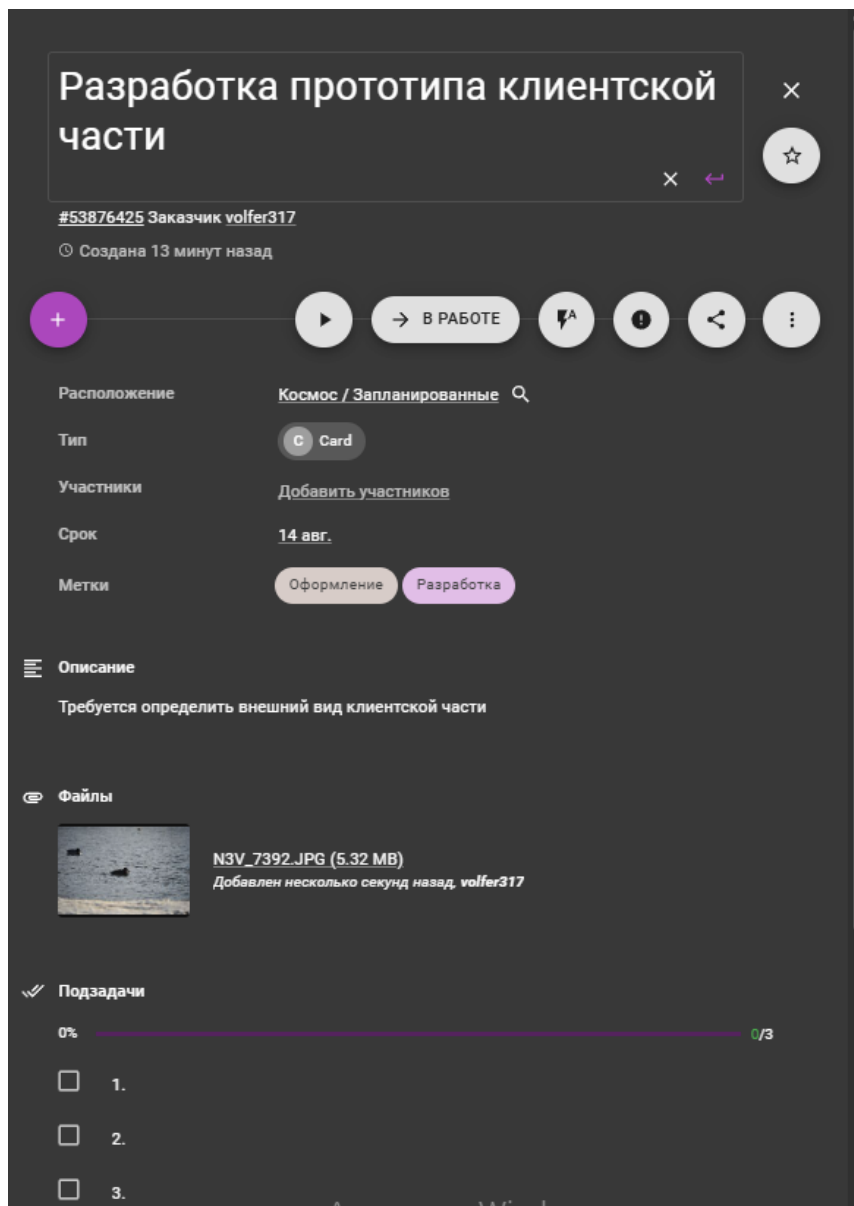 Разработка прототипа клиентской
части
#53876425 Заказчик volfer317
Создана 13 минут назад
В РАБОТЕ
Расположение Космос / Запланированные
Тип C Card
Участники Добавить участников
Срок 14 авг.
Метки Оформление Разработка
Описание
Требуется определить внешний вид клиентской части
Файлы
N3V_7392.JPG (5.32 MB)
Добавлен несколько секунд назад, volfer317
Подзадачи
0% 0/3
1.
2.
3.